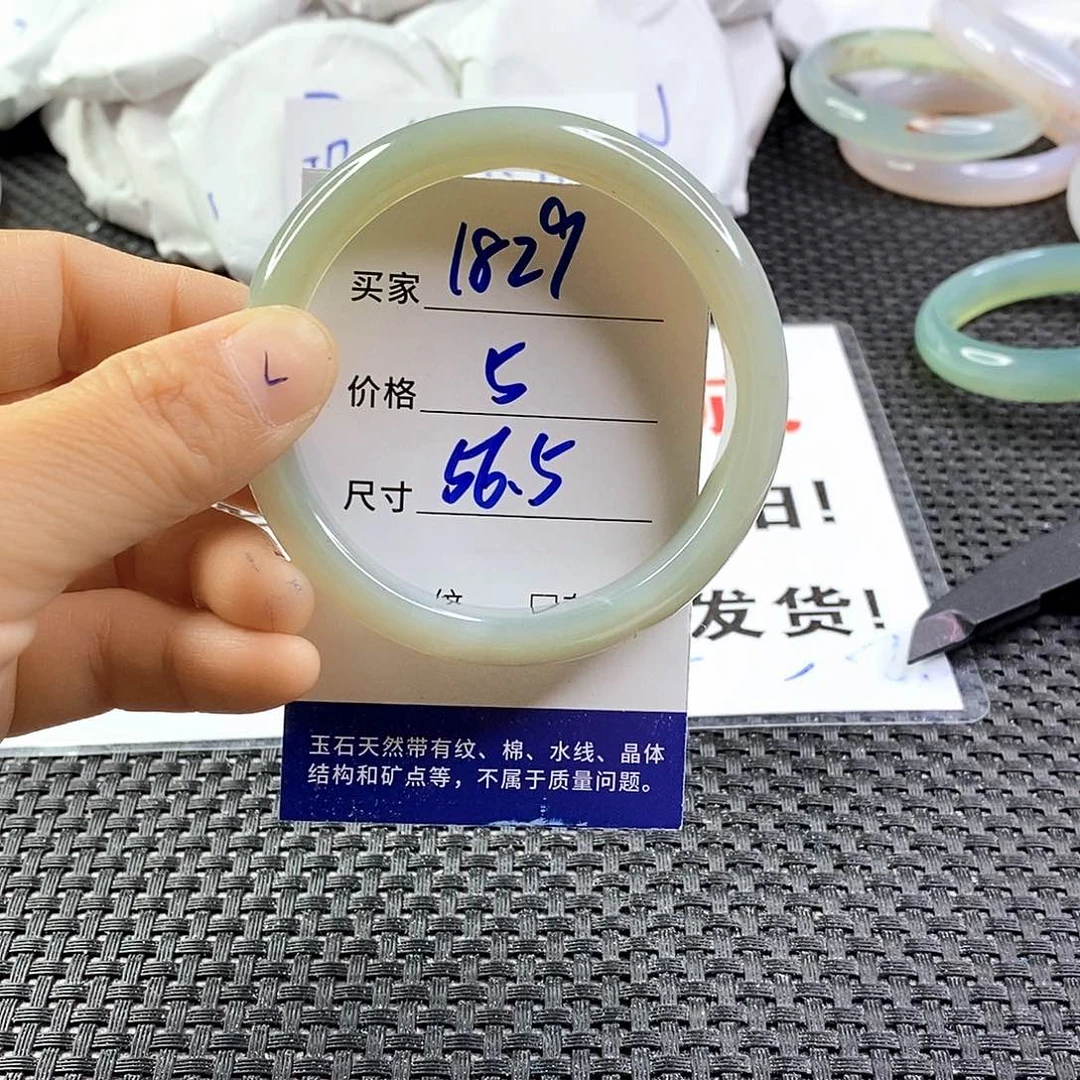 买家 1829
价格 5
尺寸 56.5
玉石天然带有纹、棉、水线、晶体
结构和矿点等，不属于质量问题。
！
发货！